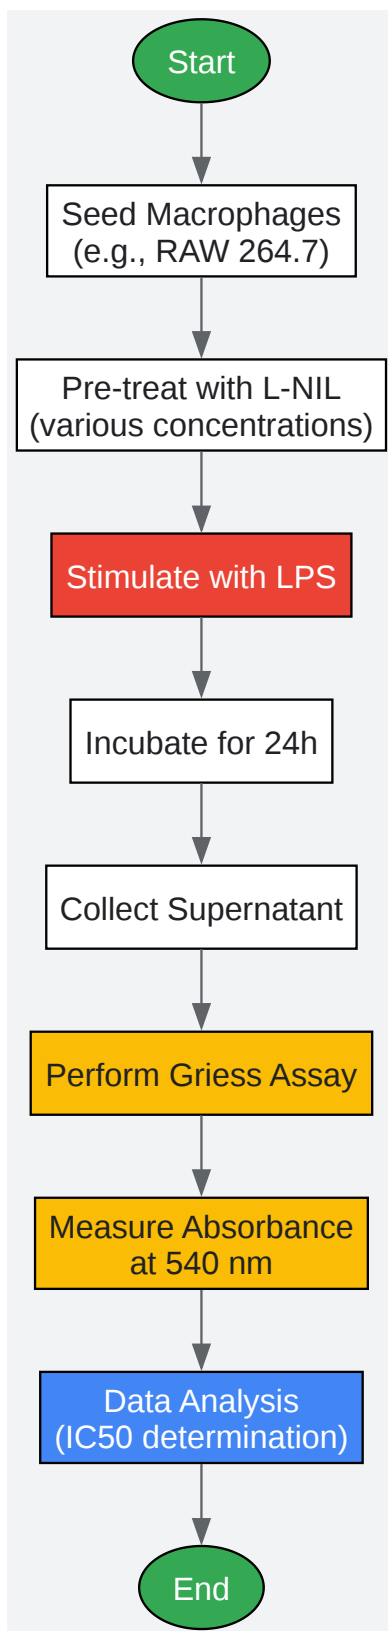 Start
Seed Macrophages
(e.g., RAW 264.7)
Pre-treat with L-NIL
(various concentrations)
Stimulate with LPS
Incubate for 24h
Collect Supernatant
Perform Griess Assay
Measure Absorbance
at 540 nm
Data Analysis
(IC50 determination)
End